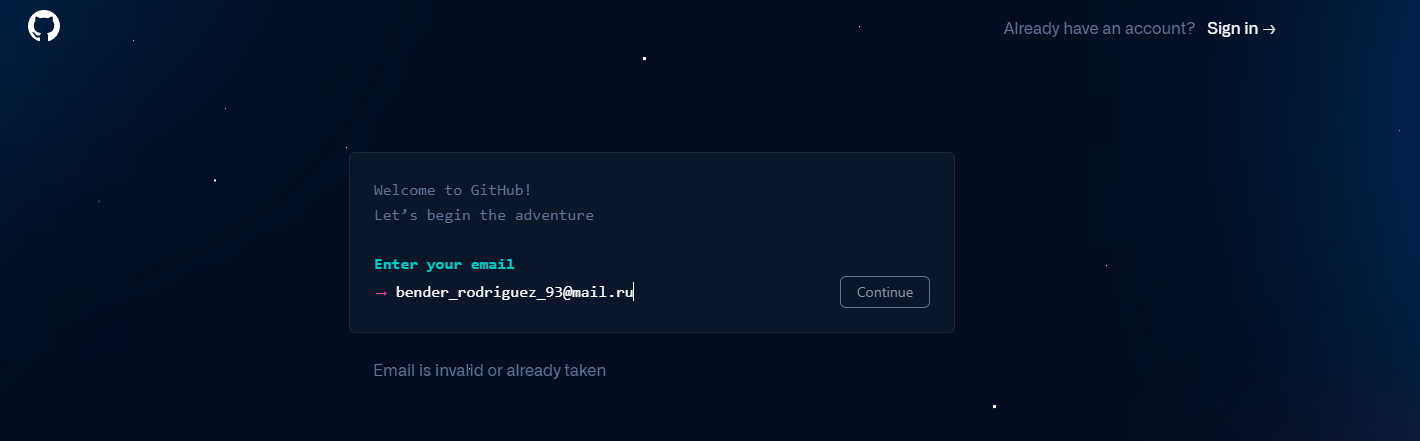 Already have an account? Sign in →
Welcome to GitHub!
Let’s begin the adventure
Enter your email
→ bender_rodriguez_93@mail.ru
Continue
Email is invalid or already taken